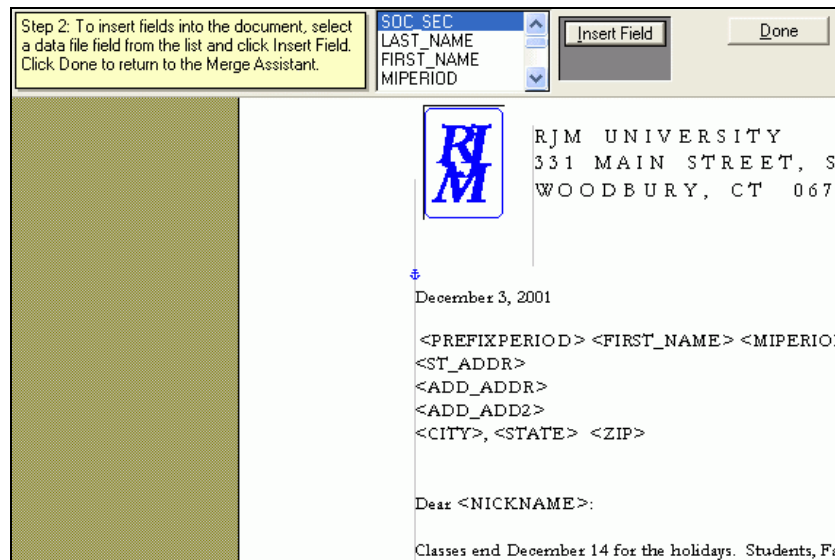 Step 2: To insert fields into the document, select
a data file field from the list and click Insert Field.
Click Done to return to the Merge Assistant.
SOC_SEC
LAST_NAME
FIRST_NAME
MIPERIOD
Insert Field
Done
RJM
RJM UNIVERSITY
331 MAIN STREET, S
WOODBURY, CT 067
December 3, 2001
<PREFIXPERIOD> <FIRST_NAME> <MIPERIO
<ST_ADDR>
<ADD_ADDR>
<ADD_ADD2>
<CITY>, <STATE> <ZIP>
Dear <NICKNAME>:
Classes end December 14 for the holidays. Students, Fa